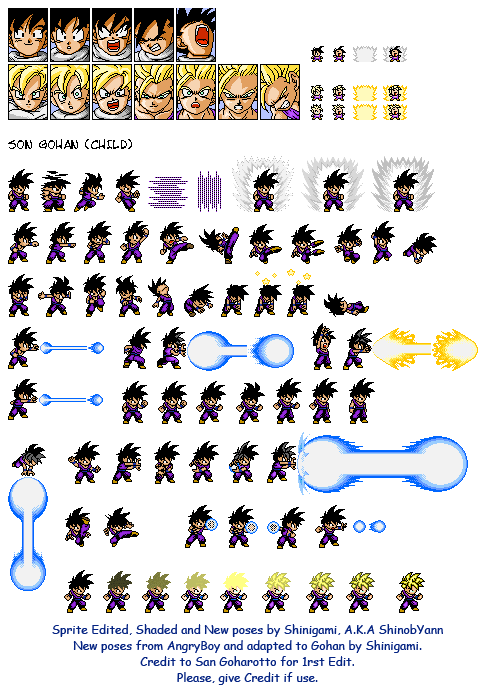 SON GOHAN (CHILD)
Sprite Edited, Shaded and New poses by Shinigami, A.K.A ShinobYann
New poses from AngryBoy and adapted to Gohan by Shinigami.
Credit to San Goharotto for 1rst Edit.
Please, give Credit if use.